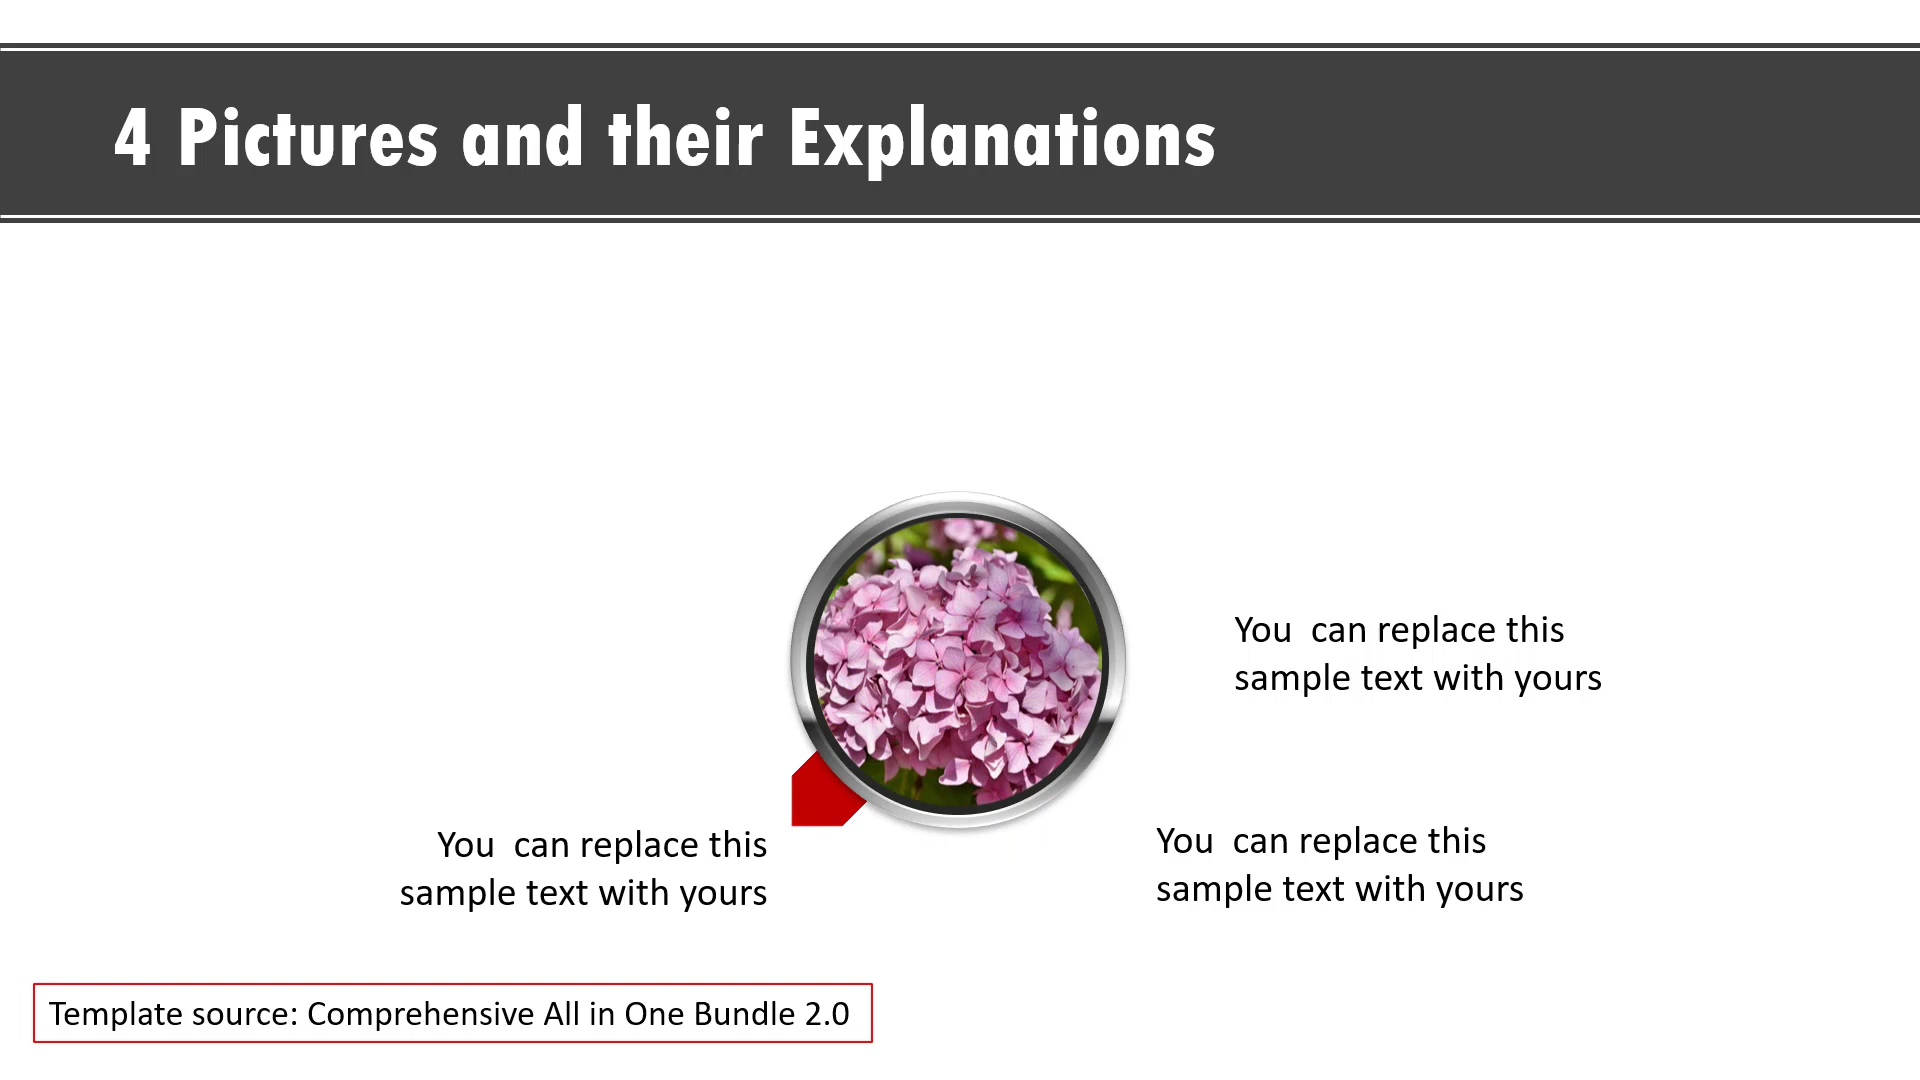 4 Pictures and their Explanations
You  can replace this
sample text with yours
You  can replace this
sample text with yours
You  can replace this
sample text with yours
Template source: Comprehensive All in One Bundle 2.0